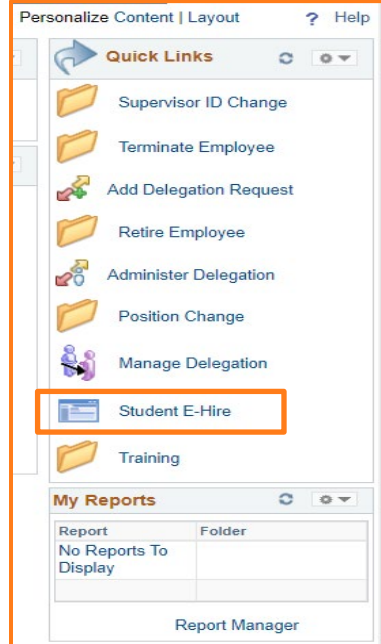 Personalize Content | Layout ? Help
Quick Links
Supervisor ID Change
Terminate Employee
Add Delegation Request
Retire Employee
Administer Delegation
Position Change
Manage Delegation
Student E-Hire
Training
My Reports
Report Folder
No Reports To
Display
Report Manager